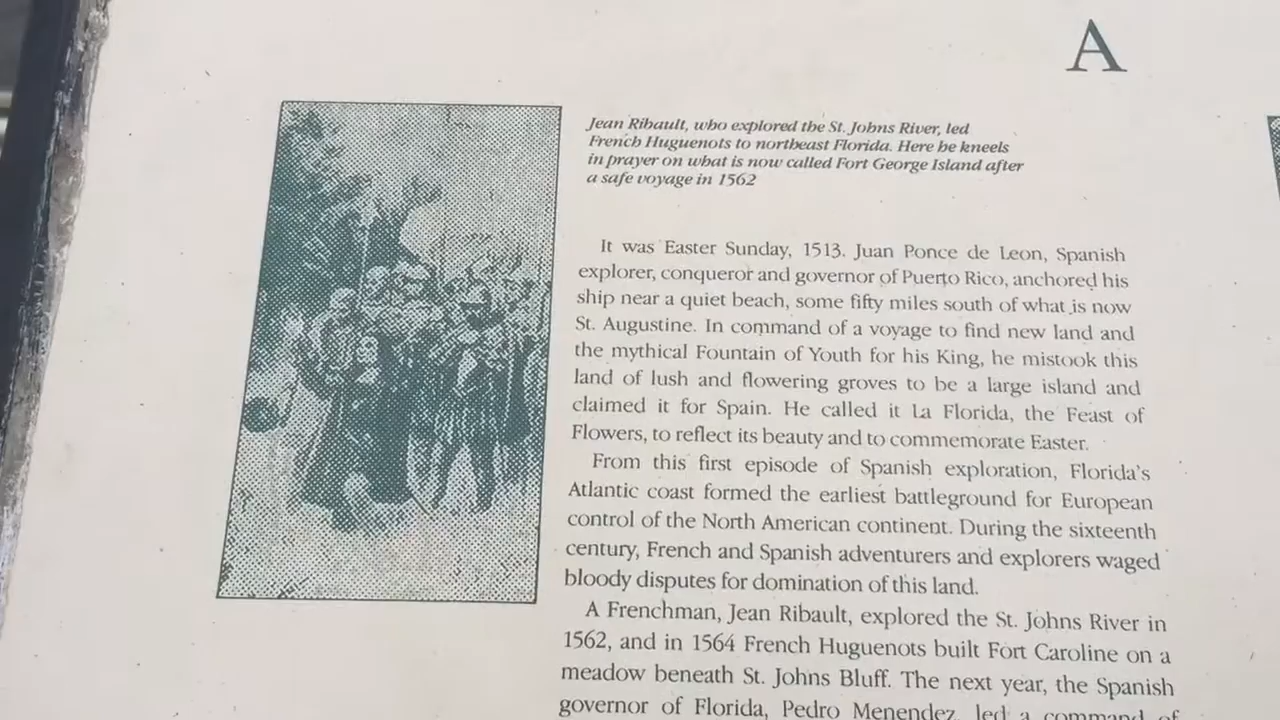 A
Jean Ribault, who explored the St. Johns River, led
French Huguenots to northeast Florida. Here he kneels
in prayer on what is now called Fort George Island after
a safe voyage in 1562
It was Easter Sunday, 1513. Juan Ponce de Leon, Spanish
explorer, conqueror and governor of Puerto Rico, anchored his
ship near a quiet beach, some fifty miles south of what is now
St. Augustine. In command of a voyage to find new land and
the mythical Fountain of Youth for his King, he mistook this
land of lush and flowering groves to be a large island and
claimed it for Spain. He called it La Florida, the Feast of
Flowers, to reflect its beauty and to commemorate Easter.
From this first episode of Spanish exploration, Florida's
Atlantic coast formed the earliest battleground for European
control of the North American continent. During the sixteenth
century, French and Spanish adventurers and explorers waged
bloody disputes for domination of this land.
A Frenchman, Jean Ribault, explored the St. Johns River in
1562, and in 1564 French Huguenots built Fort Caroline on a
meadow beneath St. Johns Bluff. The next year, the Spanish
governor of Florida, Pedro Menendez, led a command of